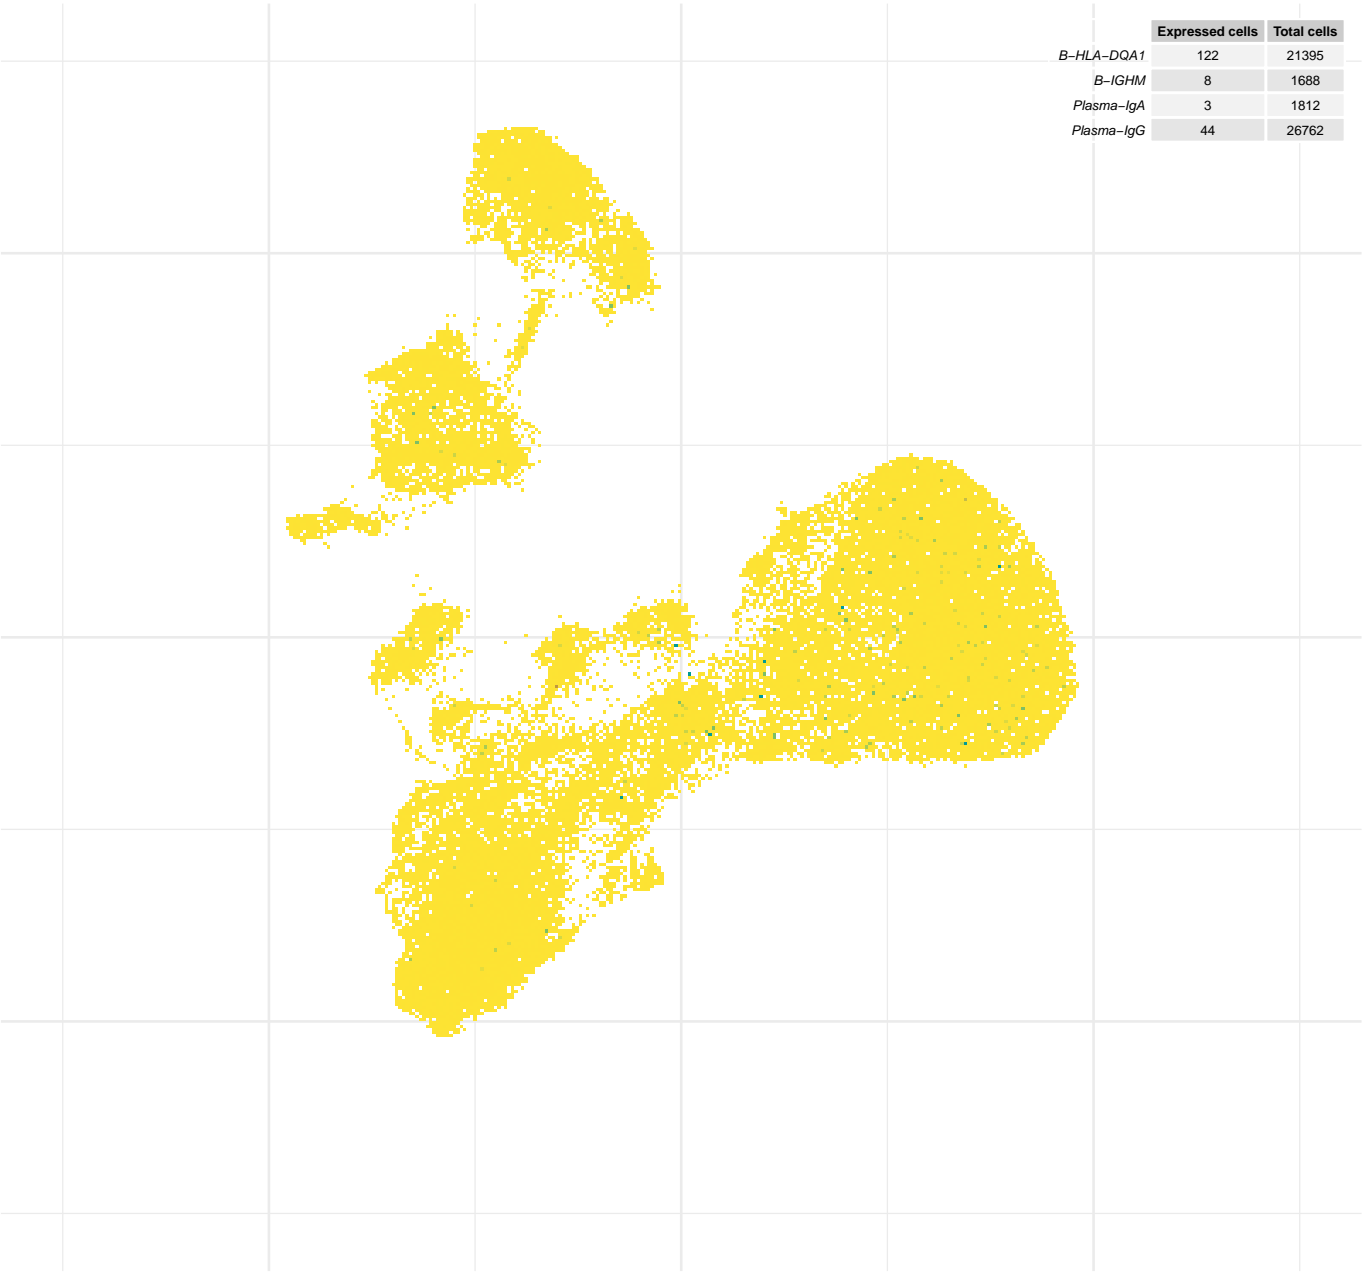 Expressed cells Total cells
B−HLA−DQA1 122 21395
B−IGHM 8 1688
Plasma−IgA 3 1812
Plasma−IgG 44 26762